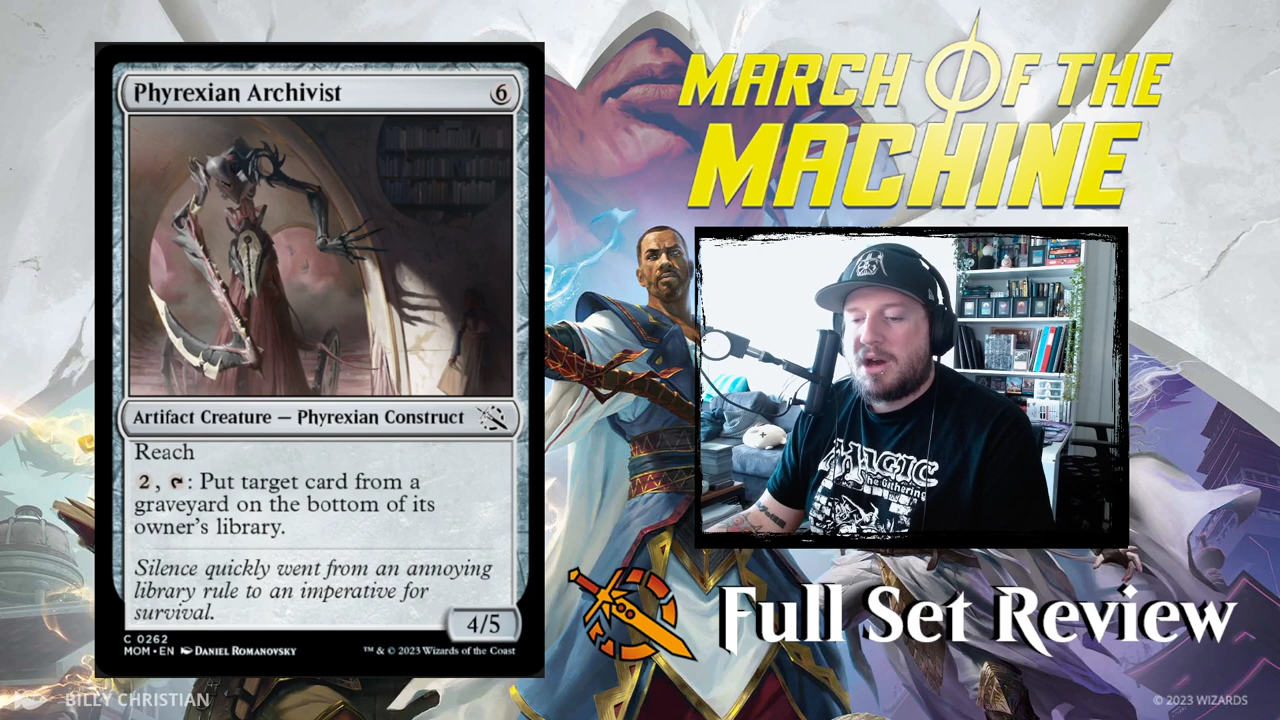 Phyrexian Archivist 6
Artifact Creature — Phyrexian Construct
Reach
2, T: Put target card from a
graveyard on the bottom of its
owner's library.
Silence quickly went from an annoying
library rule to an imperative for
survival.
4/5
C 0262
MOM • EN DANIEL ROMANOVSKY
™ & © 2023 Wizards of the Coast
MARCH OF THE
MACHINE
MAGIC
The Gathering
Full Set Review
BILLY CHRISTIAN
© 2023 WIZARDS